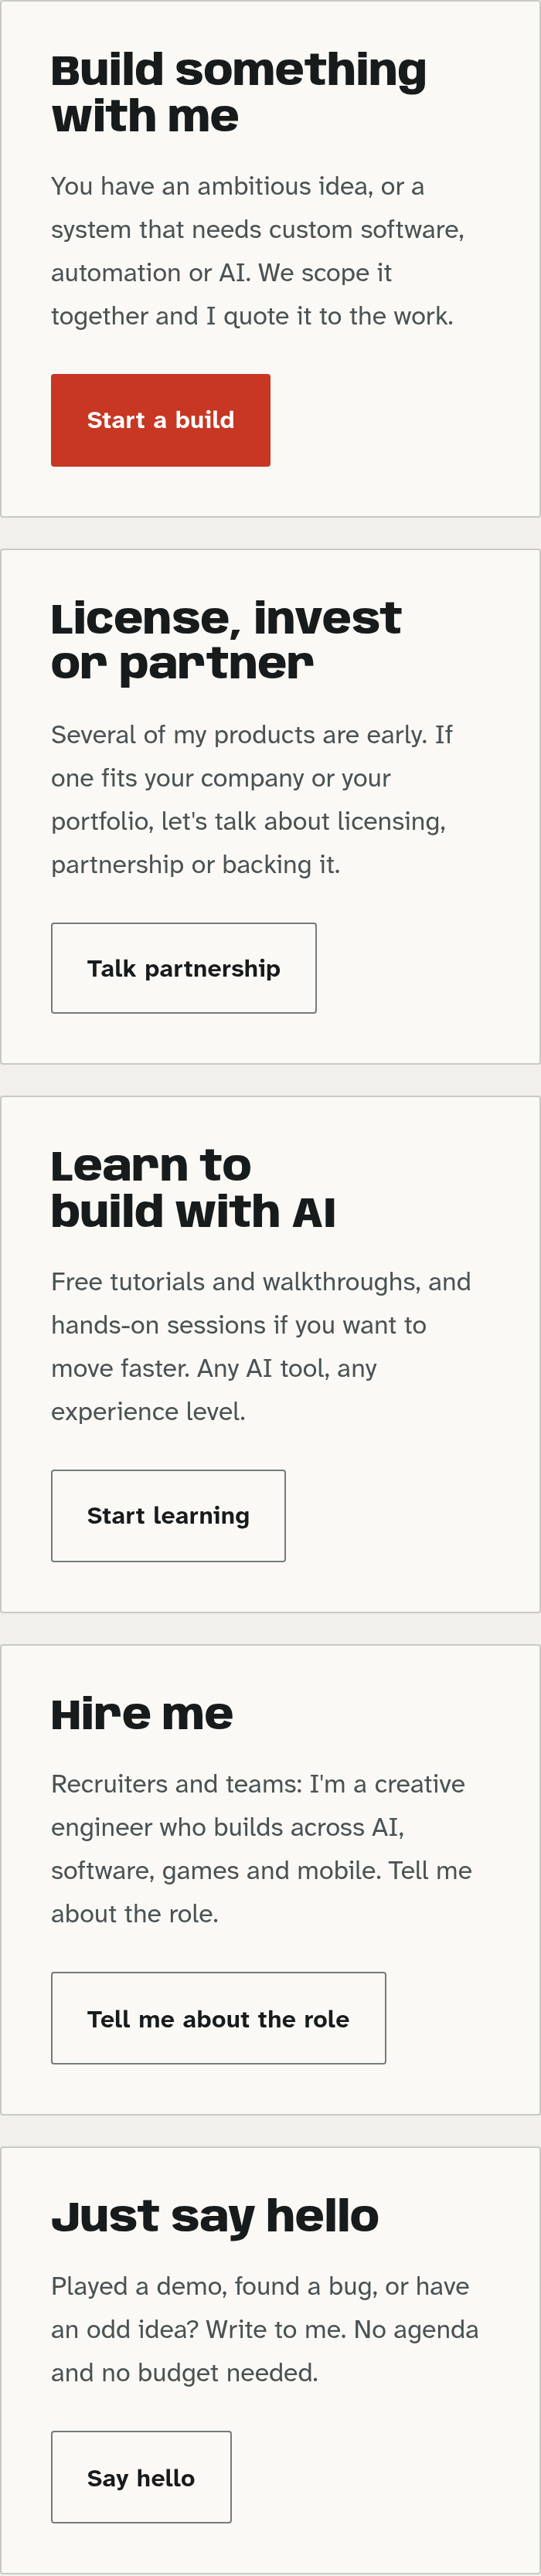 Build something
with me
You have an ambitious idea, or a
system that needs custom software,
automation or AI. We scope it
together and I quote it to the work.
Start a build
License, invest
or partner
Several of my products are early. If
one fits your company or your
portfolio, let's talk about licensing,
partnership or backing it.
Talk partnership
Learn to
build with AI
Free tutorials and walkthroughs, and
hands-on sessions if you want to
move faster. Any AI tool, any
experience level.
Start learning
Hire me
Recruiters and teams: I'm a creative
engineer who builds across AI,
software, games and mobile. Tell me
about the role.
Tell me about the role
Just say hello
Played a demo, found a bug, or have
an odd idea? Write to me. No agenda
and no budget needed.
Say hello